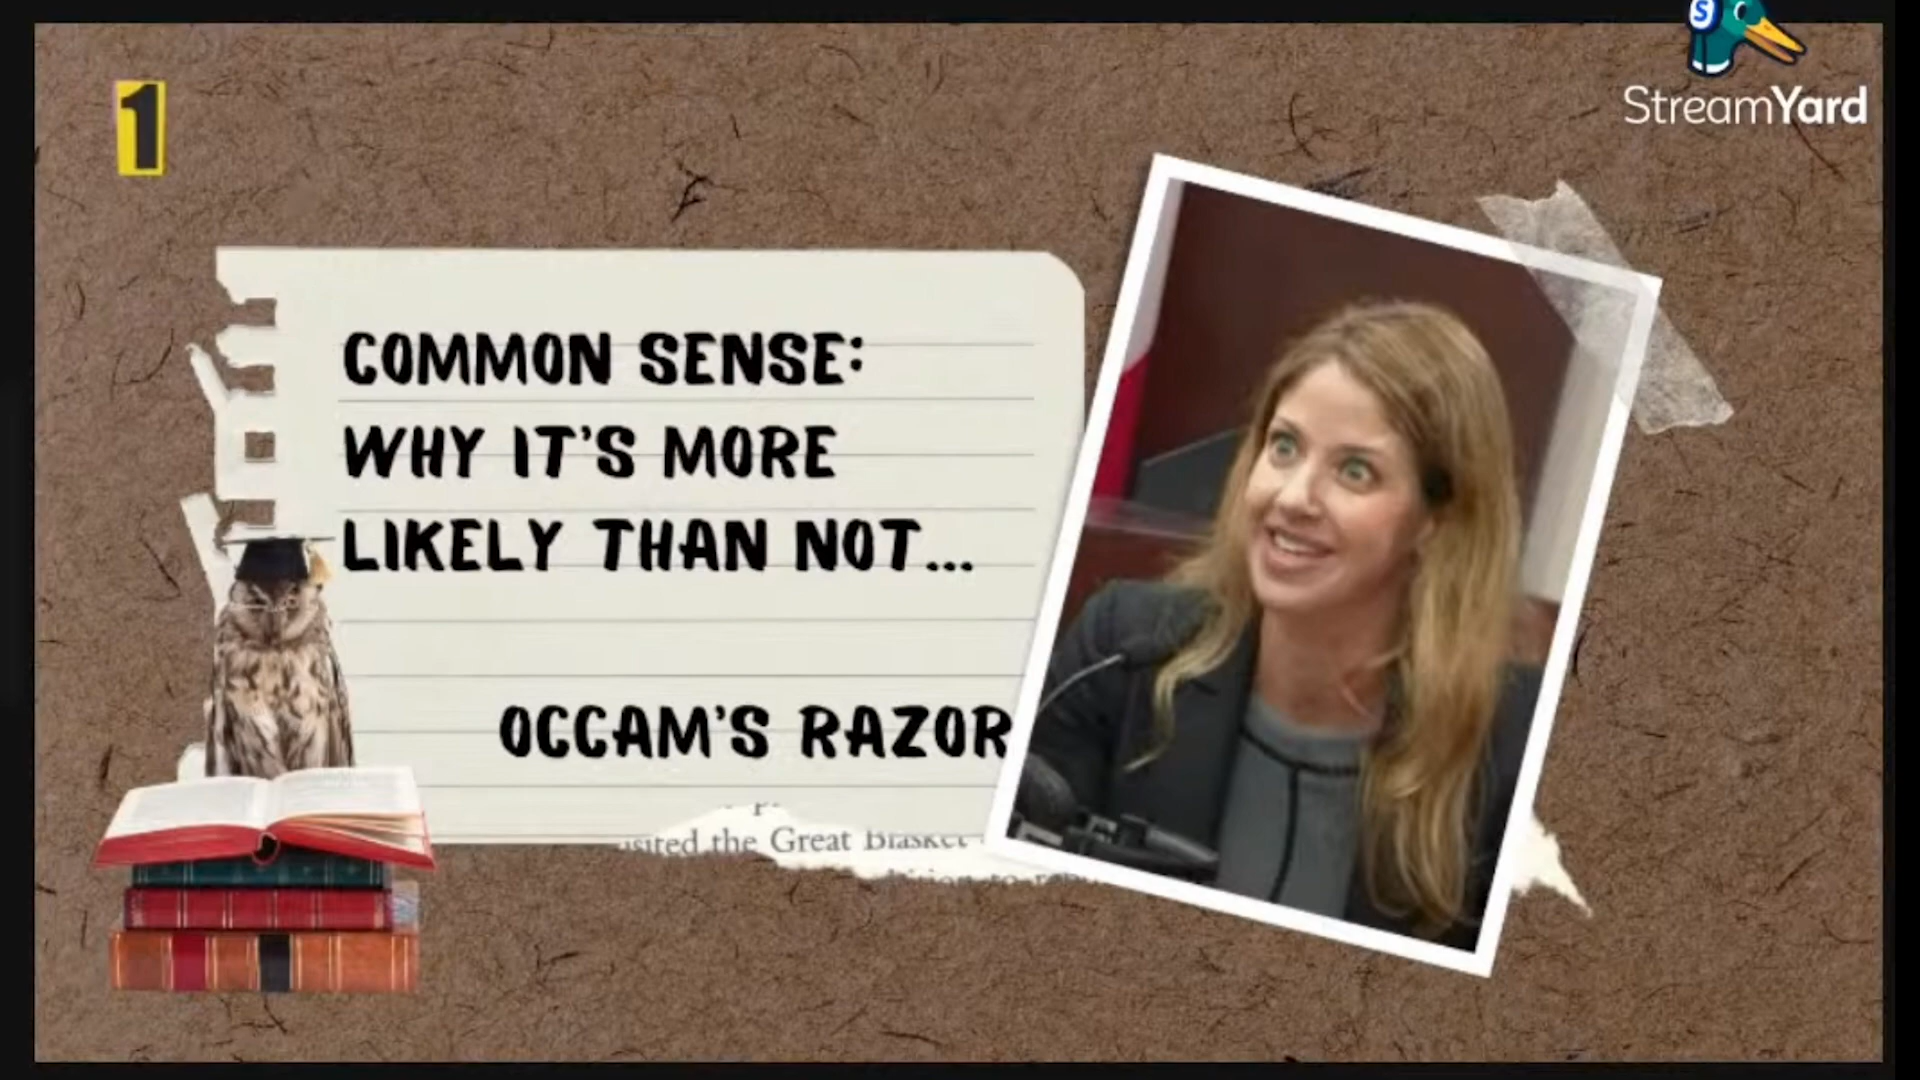 1
S
StreamYard
COMMON SENSE:
WHY IT'S MORE
LIKELY THAN NOT...
OCCAM'S RAZOR
the Great